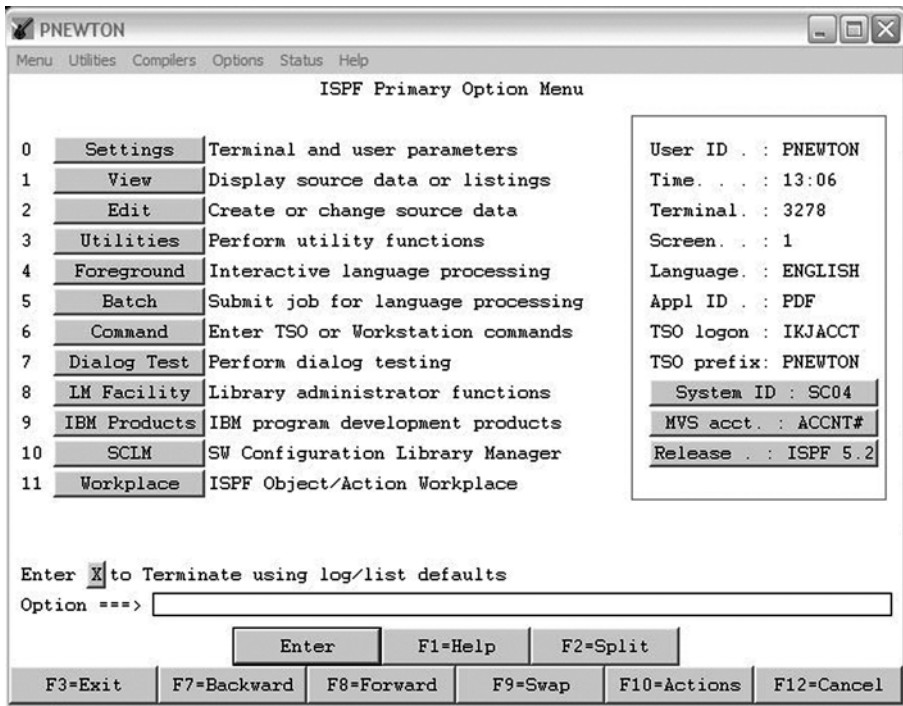 PNEWTON
Menu Utilities Compilers Options Status Help
ISPF Primary Option Menu
0 Settings Terminal and user parameters
1 View Display source data or listings
2 Edit Create or change source data
3 Utilities Perform utility functions
4 Foreground Interactive language processing
5 Batch Submit job for language processing
6 Command Enter TSO or Workstation commands
7 Dialog Test Perform dialog testing
8 LM Facility Library administrator functions
9 IBM Products IBM program development products
10 SCLM SW Configuration Library Manager
11 Workplace ISPF Object/Action Workplace
User ID . : PNEWTON
Time. . . : 13:06
Terminal. : 3278
Screen. . : 1
Language. : ENGLISH
Appl ID . : PDF
TSO logon : IKJACCT
TSO prefix: PNEWTON
System ID : SC04
MVS acct. : ACCNT#
Release . : ISPF 5.2
Enter X to Terminate using log/list defaults
Option ===>
Enter F1=Help F2=Split
F3=Exit F7=Backward F8=Forward F9=Swap F10=Actions F12=Cancel